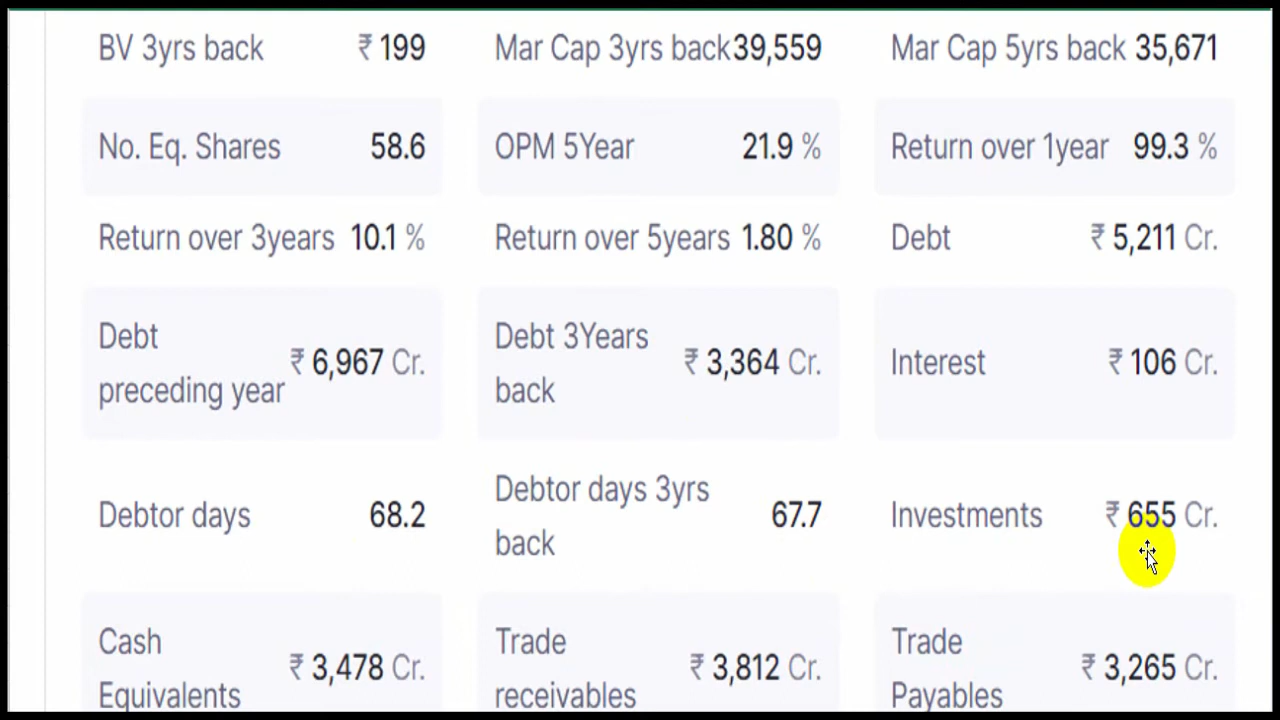 BV 3yrs back ₹ 199
Mar Cap 3yrs back 39,559
Mar Cap 5yrs back 35,671
No. Eq. Shares 58.6
OPM 5Year 21.9 %
Return over 1year 99.3 %
Return over 3years 10.1 %
Return over 5years 1.80 %
Debt ₹ 5,211 Cr.
Debt
preceding year ₹ 6,967 Cr.
Debt 3Years
back ₹ 3,364 Cr.
Interest ₹ 106 Cr.
Debtor days 68.2
Debtor days 3yrs
back 67.7
Investments ₹ 655 Cr.
Cash
Equivalents ₹ 3,478 Cr.
Trade
receivables ₹ 3,812 Cr.
Trade
Payables ₹ 3,265 Cr.